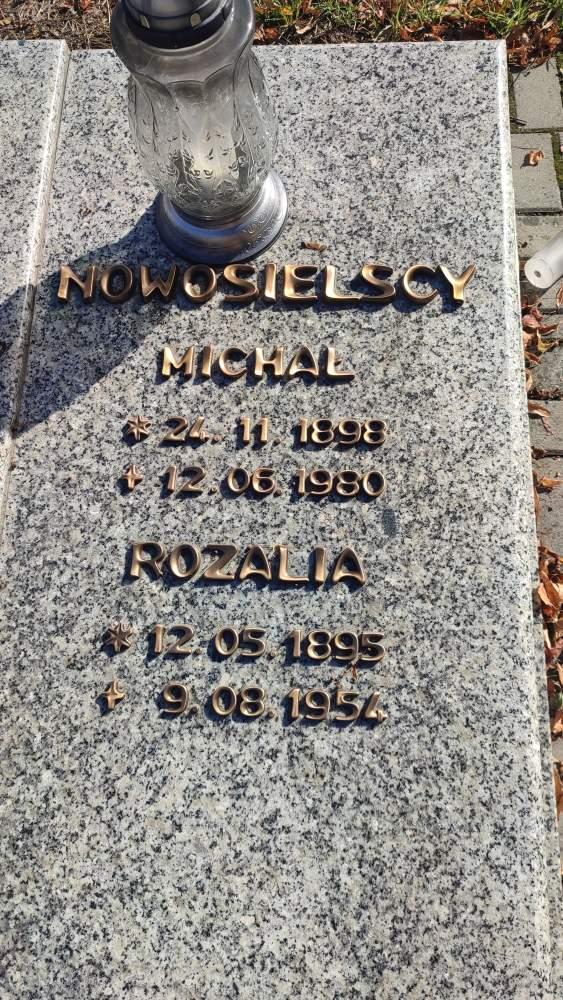 NOWOSIELSCY
MICHAŁ
* 24. 11. 1898
+ 12. 06. 1980
ROZALIA
* 12. 05. 1895
+ 9. 08. 1954